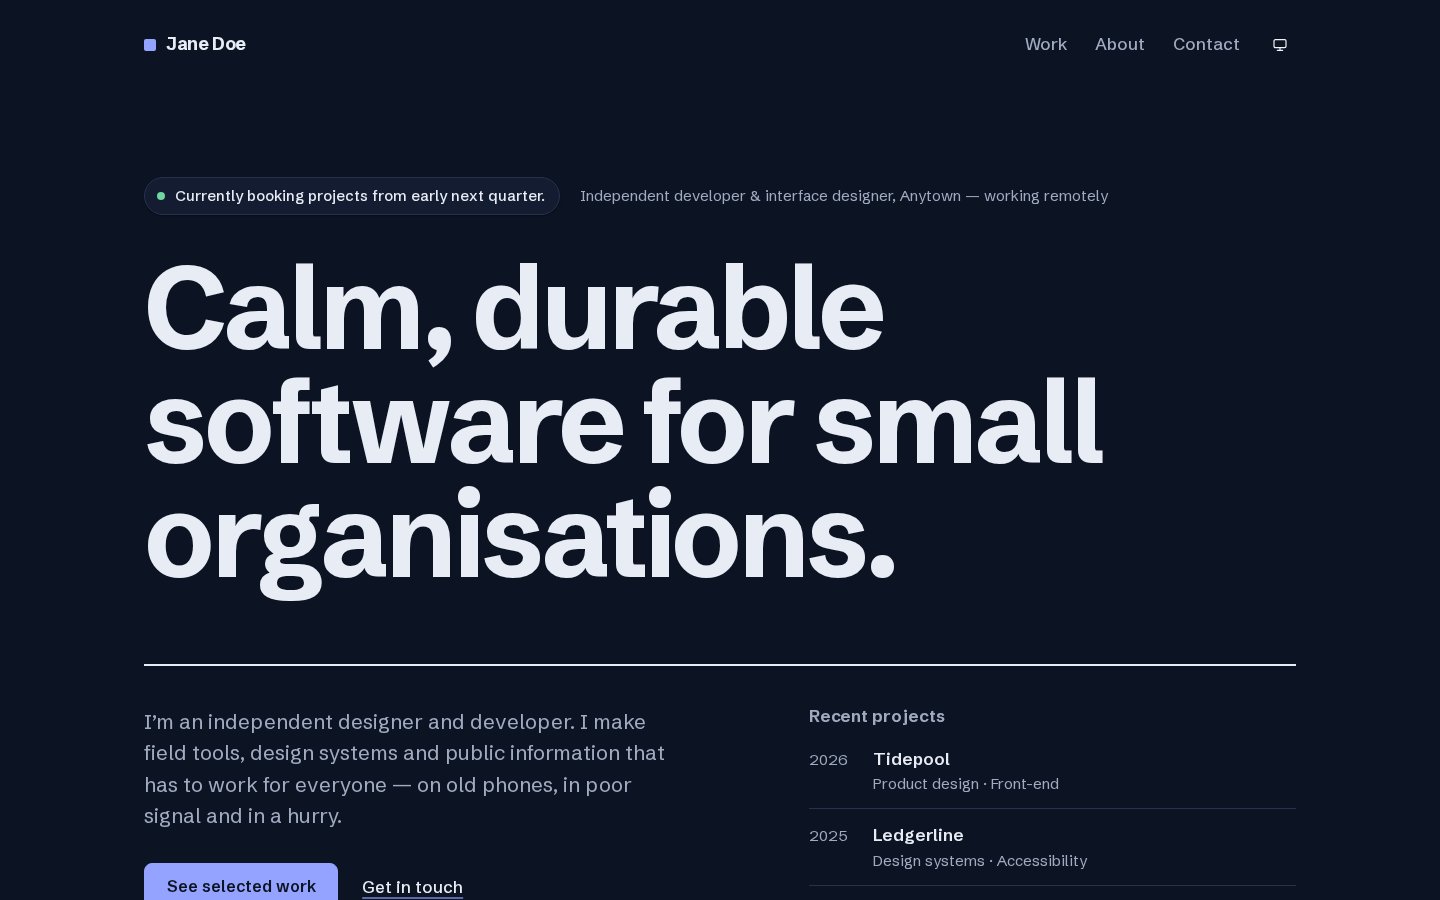 Jane Doe
Work
About
Contact
Currently booking projects from early next quarter.
Independent developer & interface designer, Anytown — working remotely
Calm, durable
software for small
organisations.
I’m an independent designer and developer. I make
field tools, design systems and public information that
has to work for everyone — on old phones, in poor
signal and in a hurry.
See selected work
Get in touch
Recent projects
2026
Tidepool
Product design · Front-end
2025
Ledgerline
Design systems · Accessibility